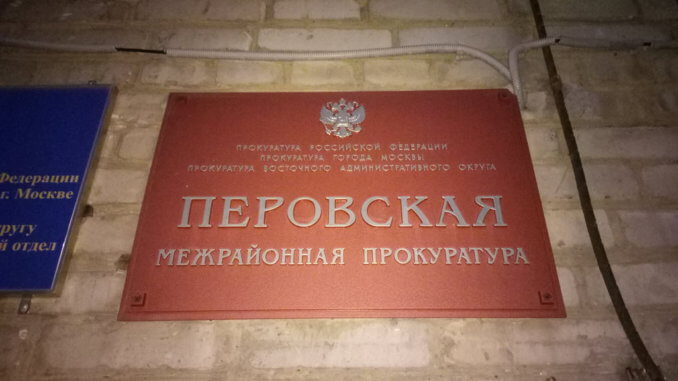 Федерации
г. Москве
ругу
й отдел
ПРОКУРАТУРА РОССИЙСКОЙ ФЕДЕРАЦИИ
ПРОКУРАТУРА ГОРОДА МОСКВЫ
ПРОКУРАТУРА ВОСТОЧНОГО АДМИНИСТРАТИВНОГО ОКРУГА
ПЕРОВСКАЯ
МЕЖРАЙОННАЯ ПРОКУРАТУРА